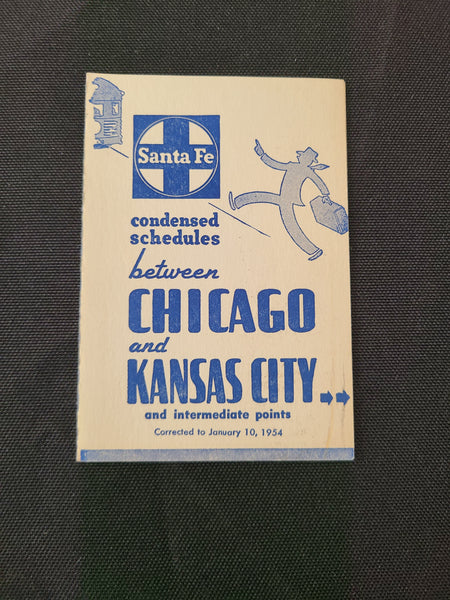 Santa Fe
condensed
schedules
between
CHICAGO
and
KANSAS CITY
and intermediate points
Corrected to January 10, 1954